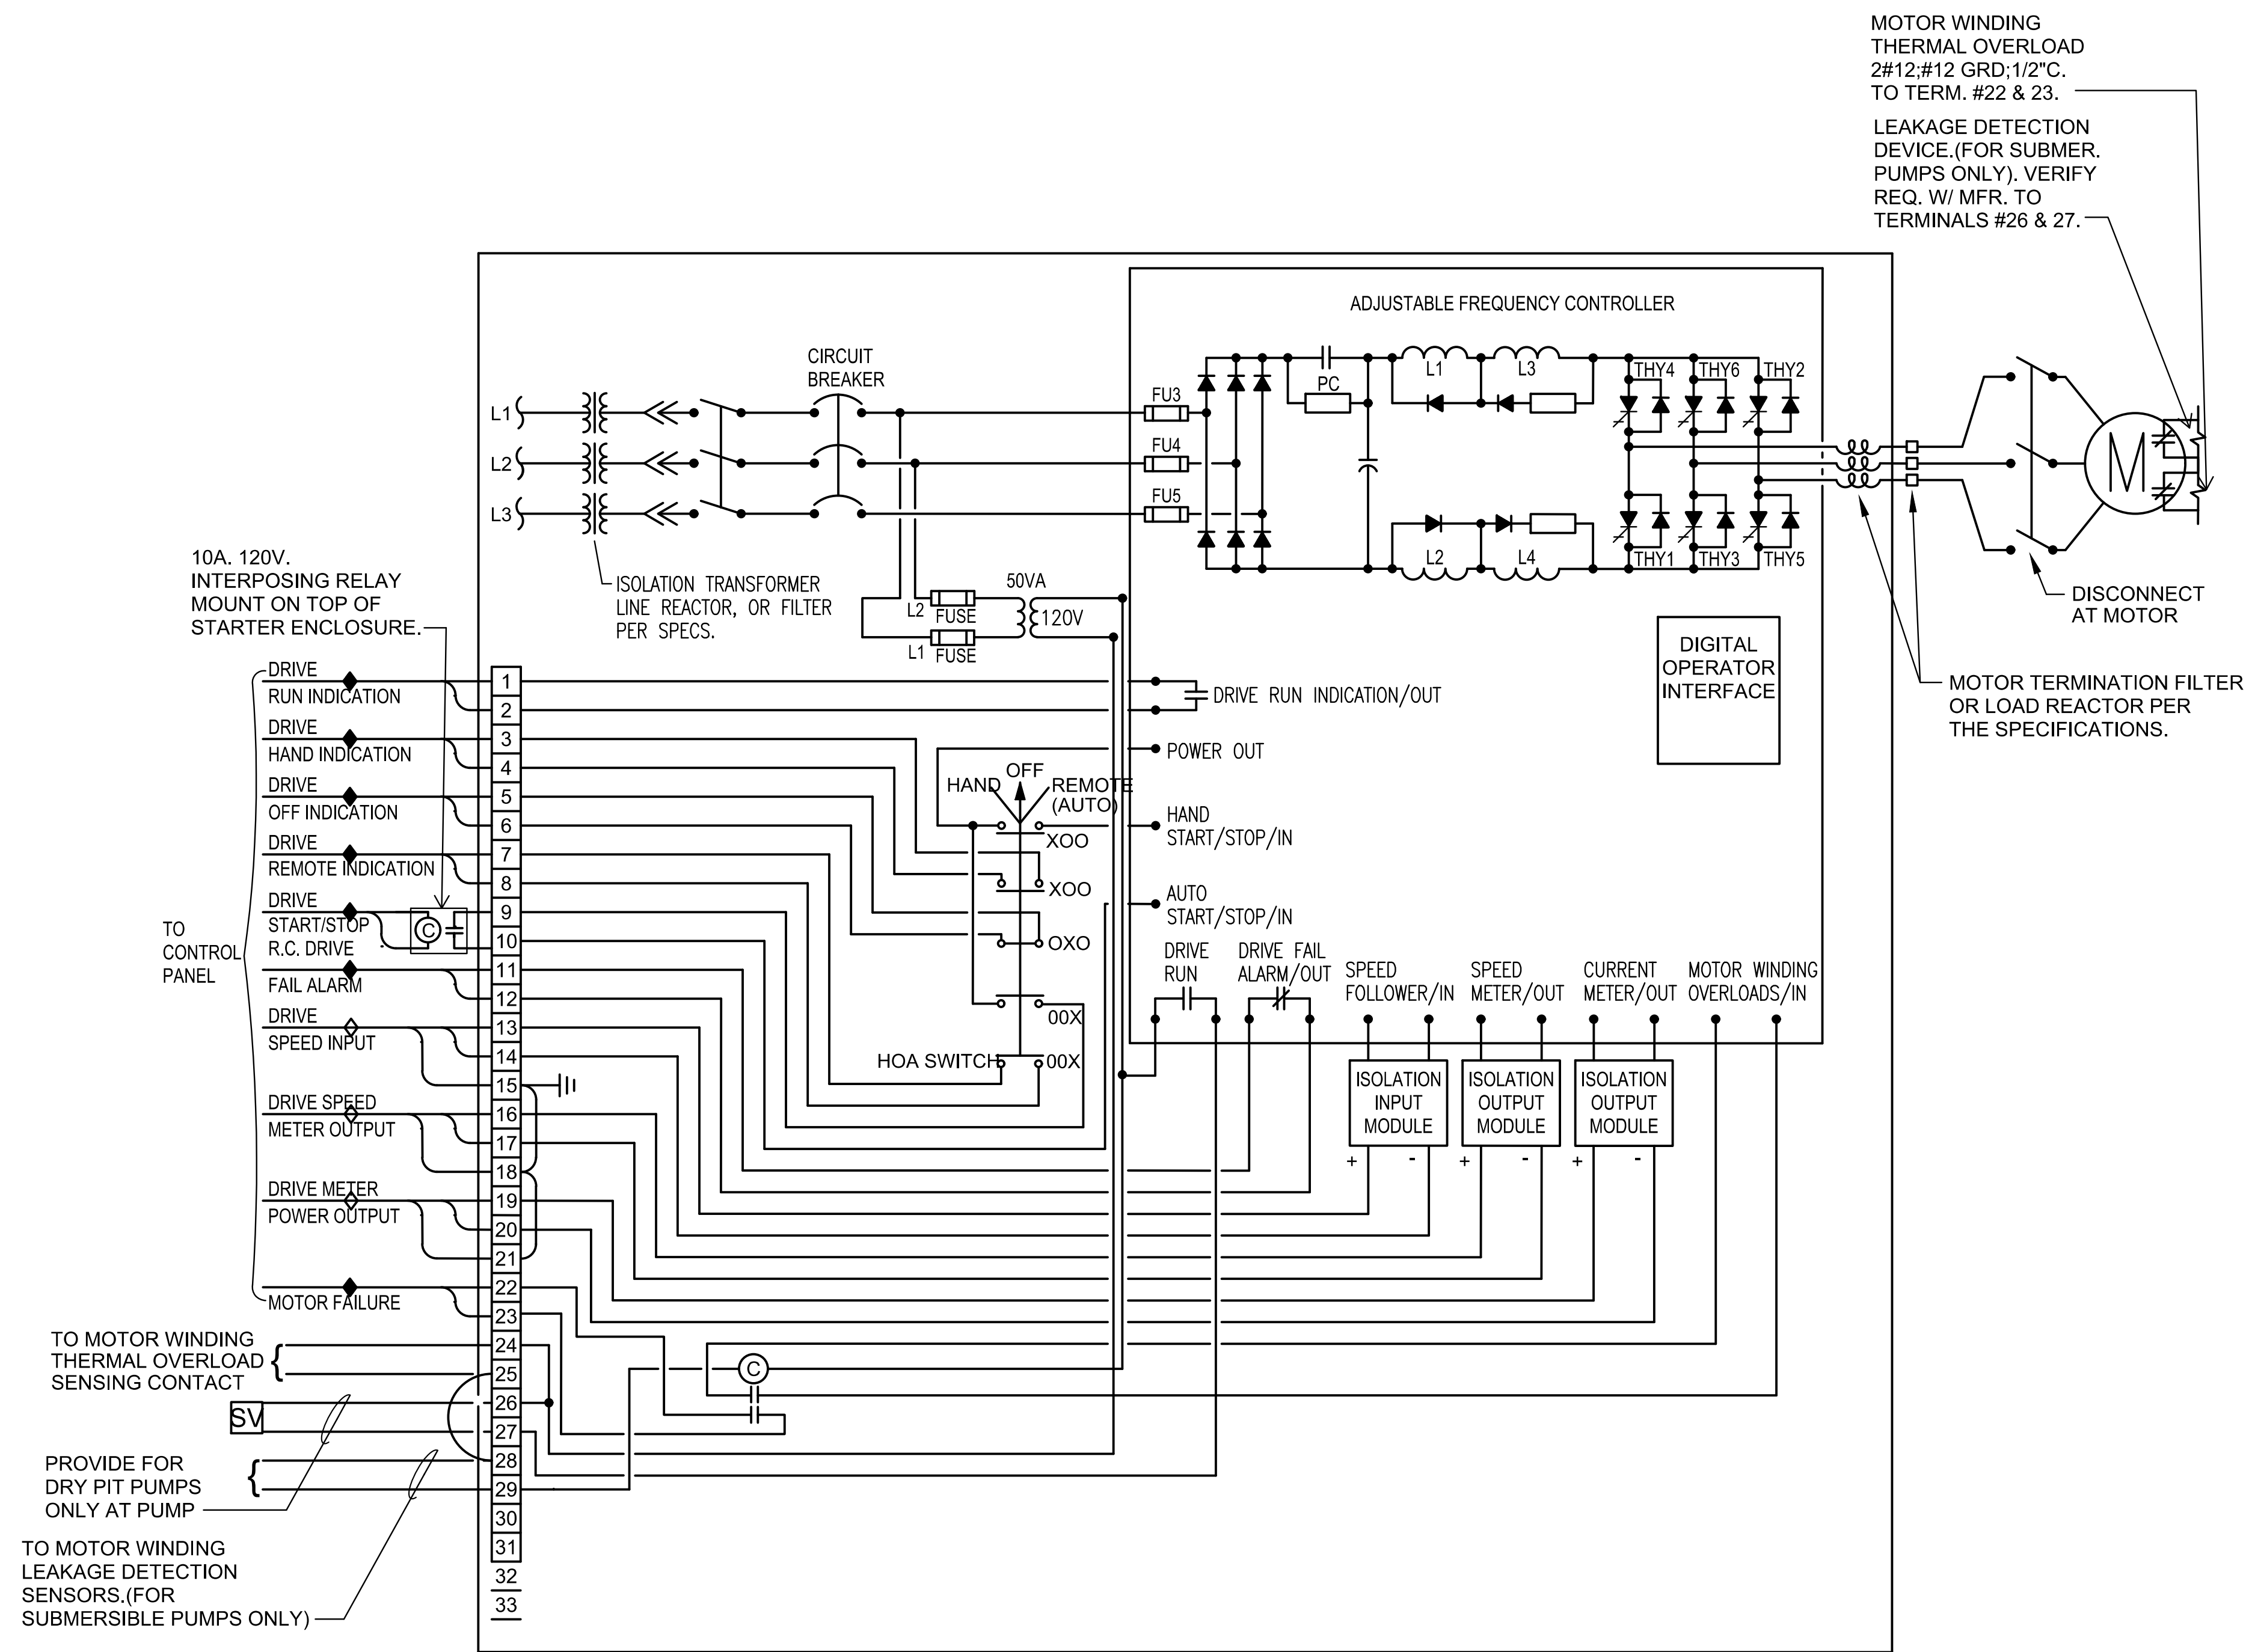 MOTOR WINDING
THERMAL OVERLOAD
2#12;#12 GRD;1/2"C.
TO TERM. #22 & 23.
LEAKAGE DETECTION
DEVICE.(FOR SUBMER.
PUMPS ONLY). VERIFY
REQ. W/ MFR. TO
TERMINALS #26 & 27.
ADJUSTABLE FREQUENCY CONTROLLER
CIRCUIT
BREAKER
L1
L2
L3
FU3
FU4
FU5
PC
L1
L3
L2
L4
THY4
THY6
THY2
THY1
THY3
THY5
M
DISCONNECT
AT MOTOR
MOTOR TERMINATION FILTER
OR LOAD REACTOR PER
THE SPECIFICATIONS.
10A. 120V.
INTERPOSING RELAY
MOUNT ON TOP OF
STARTER ENCLOSURE.
ISOLATION TRANSFORMER
LINE REACTOR, OR FILTER
PER SPECS.
50VA
L2
FUSE
120V
L1
FUSE
DIGITAL
OPERATOR
INTERFACE
TO
CONTROL
PANEL
DRIVE
RUN INDICATION
DRIVE
HAND INDICATION
DRIVE
OFF INDICATION
DRIVE
REMOTE INDICATION
DRIVE
START/STOP
R.C. DRIVE
C
FAIL ALARM
DRIVE
SPEED INPUT
DRIVE SPEED
METER OUTPUT
DRIVE METER
POWER OUTPUT
MOTOR FAILURE
TO MOTOR WINDING
THERMAL OVERLOAD
SENSING CONTACT
SV
PROVIDE FOR
DRY PIT PUMPS
ONLY AT PUMP
TO MOTOR WINDING
LEAKAGE DETECTION
SENSORS.(FOR
SUBMERSIBLE PUMPS ONLY)
1
2
3
4
5
6
7
8
9
10
11
12
13
14
15
16
17
18
19
20
21
22
23
24
25
26
27
28
29
30
31
32
33
DRIVE RUN INDICATION/OUT
POWER OUT
HAND
OFF
REMOTE
(AUTO)
XOO
XOO
OXO
00X
HOA SWITCH
00X
HAND
START/STOP/IN
AUTO
START/STOP/IN
DRIVE
RUN
DRIVE FAIL
ALARM/OUT
SPEED
FOLLOWER/IN
SPEED
METER/OUT
CURRENT
METER/OUT
MOTOR WINDING
OVERLOADS/IN
ISOLATION
INPUT
MODULE
+ -
ISOLATION
OUTPUT
MODULE
+ -
ISOLATION
OUTPUT
MODULE
+ -
C